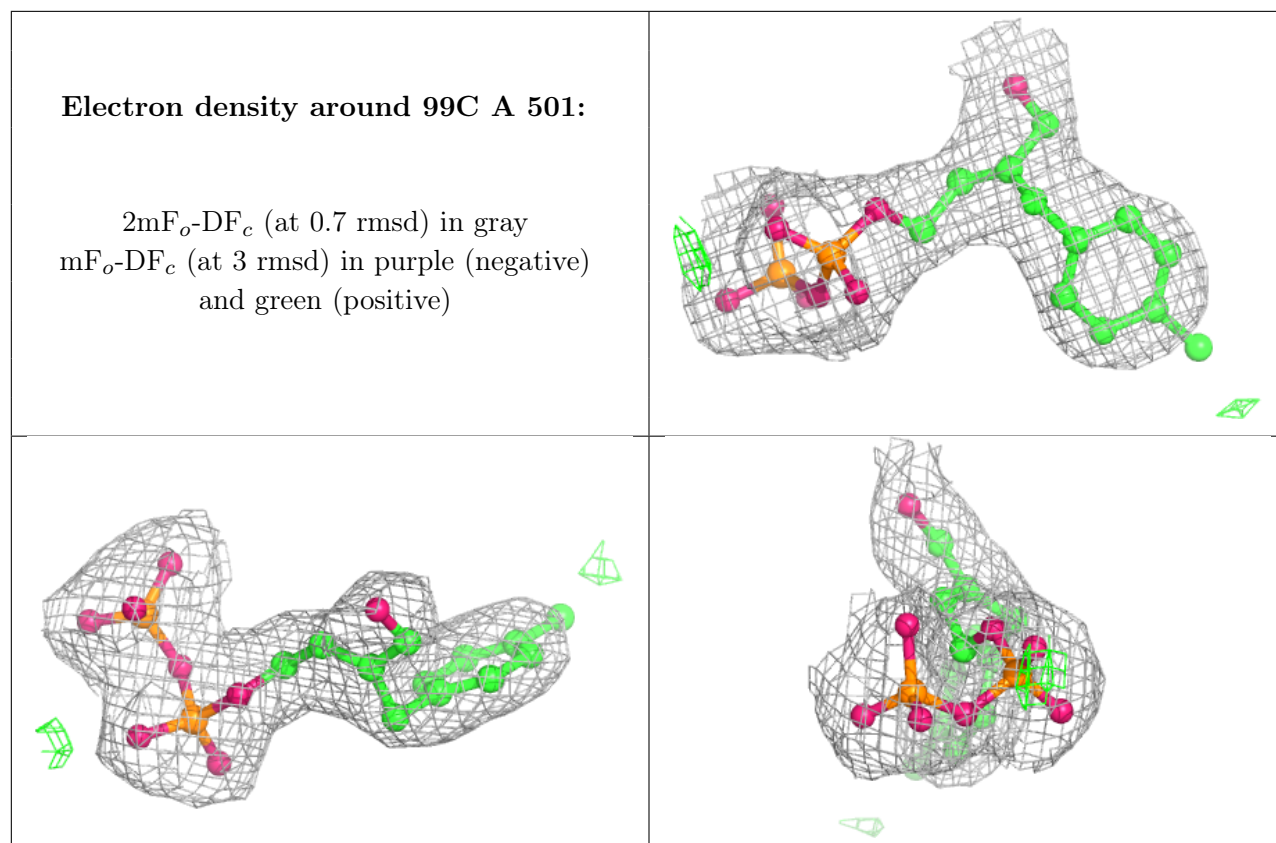 Electron density around 99C A 501:
2mFₒ-DF𝒸 (at 0.7 rmsd) in gray
mFₒ-DF𝒸 (at 3 rmsd) in purple (negative)
and green (positive)